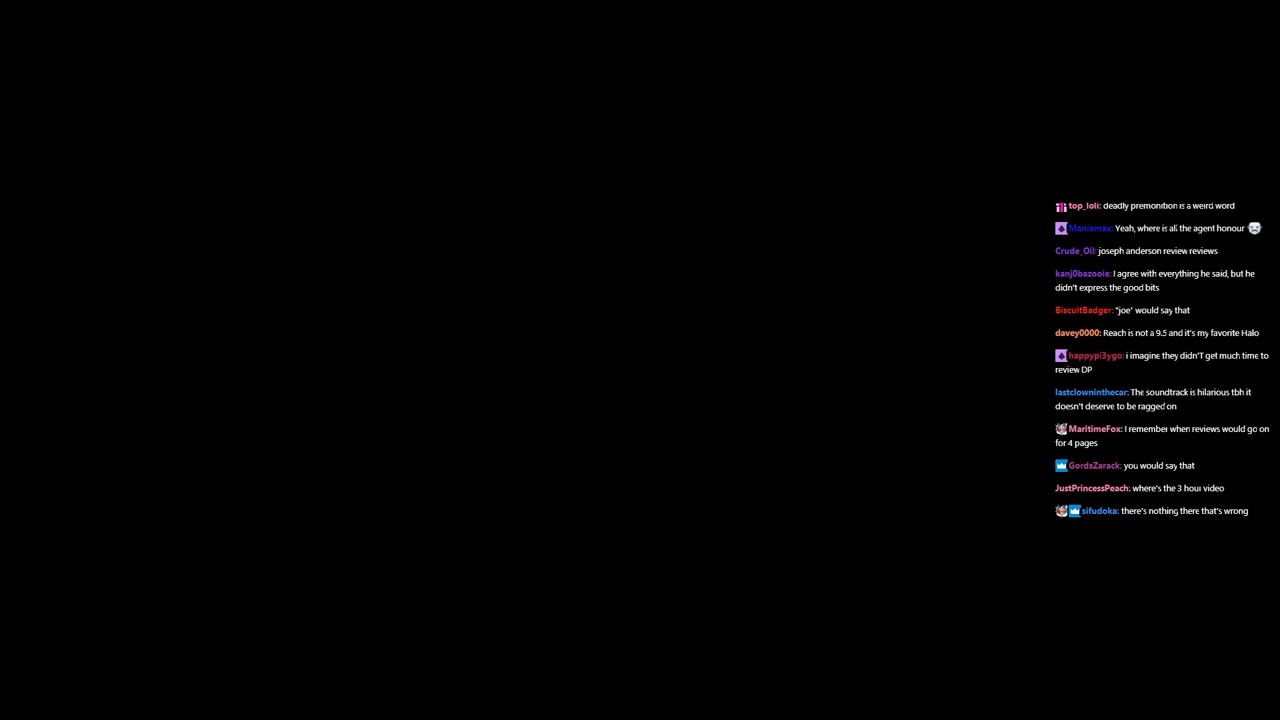 top_loli: deadly premonition is a weird word
Maniamax: Yeah, where is all the agent honour
Crude_Oil: joseph anderson review reviews
kanj0bazooie: I agree with everything he said, but he
didn't express the good bits
BiscuitBadger: "joe" would say that
davey0000: Reach is not a 9.5 and it's my favorite Halo
happypi3ygo: i imagine they didn'T get much time to
review DP
lastclowninthecar: The soundtrack is hilarious tbh it
doesn't deserve to be ragged on
MaritimeFox: I remember when reviews would go on
for 4 pages
GordsZarack: you would say that
JustPrincessPeach: where's the 3 hour video
sifudoka: there's nothing there that's wrong